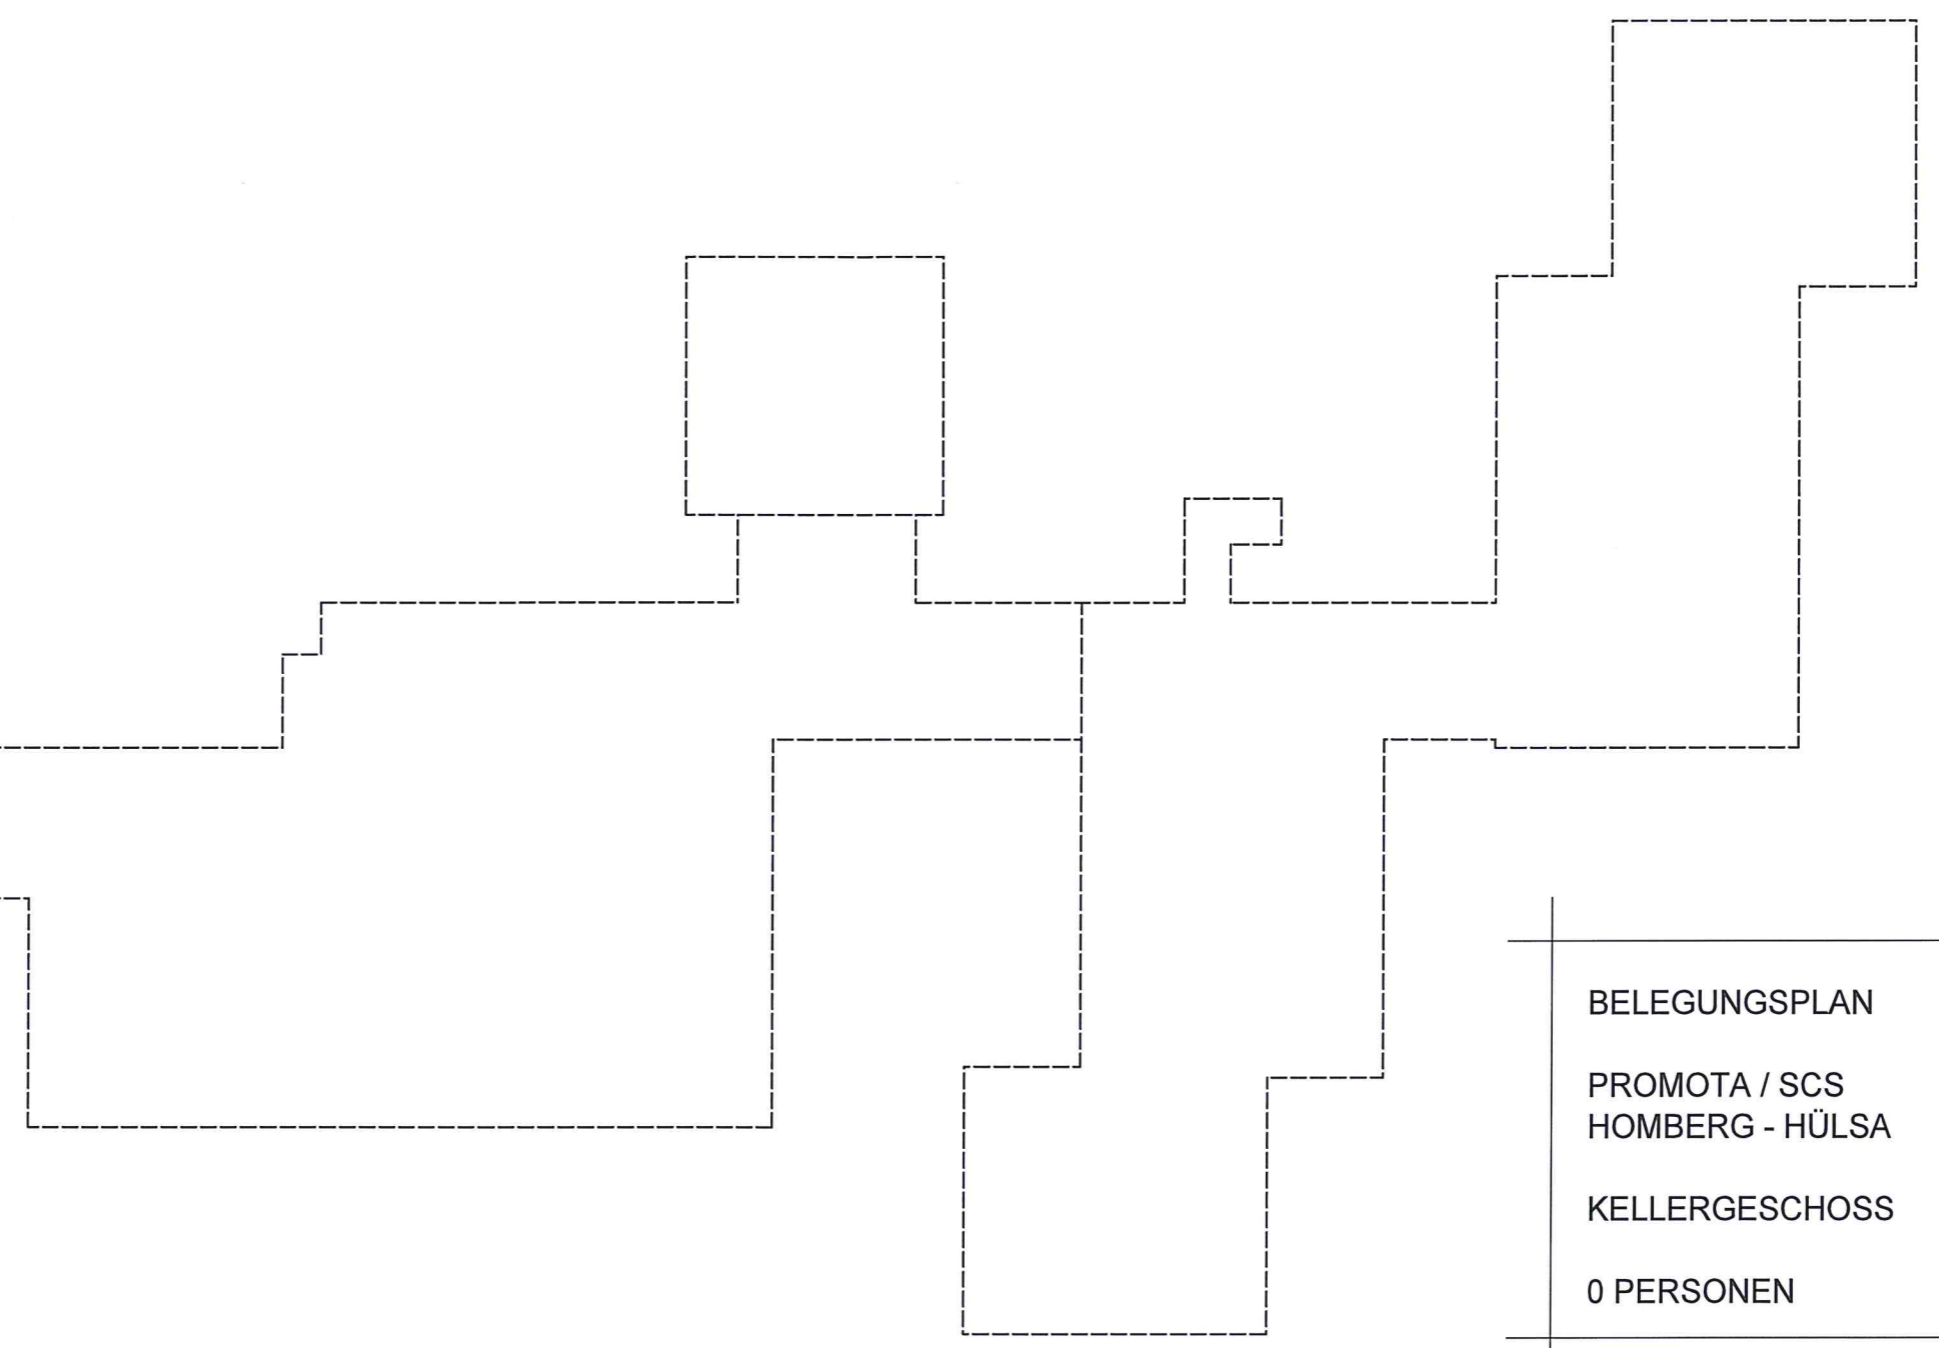 BELEGUNGSPLAN
PROMOTA / SCS
HOMBERG - HÜLSA
KELLERGESCHOSS
0 PERSONEN